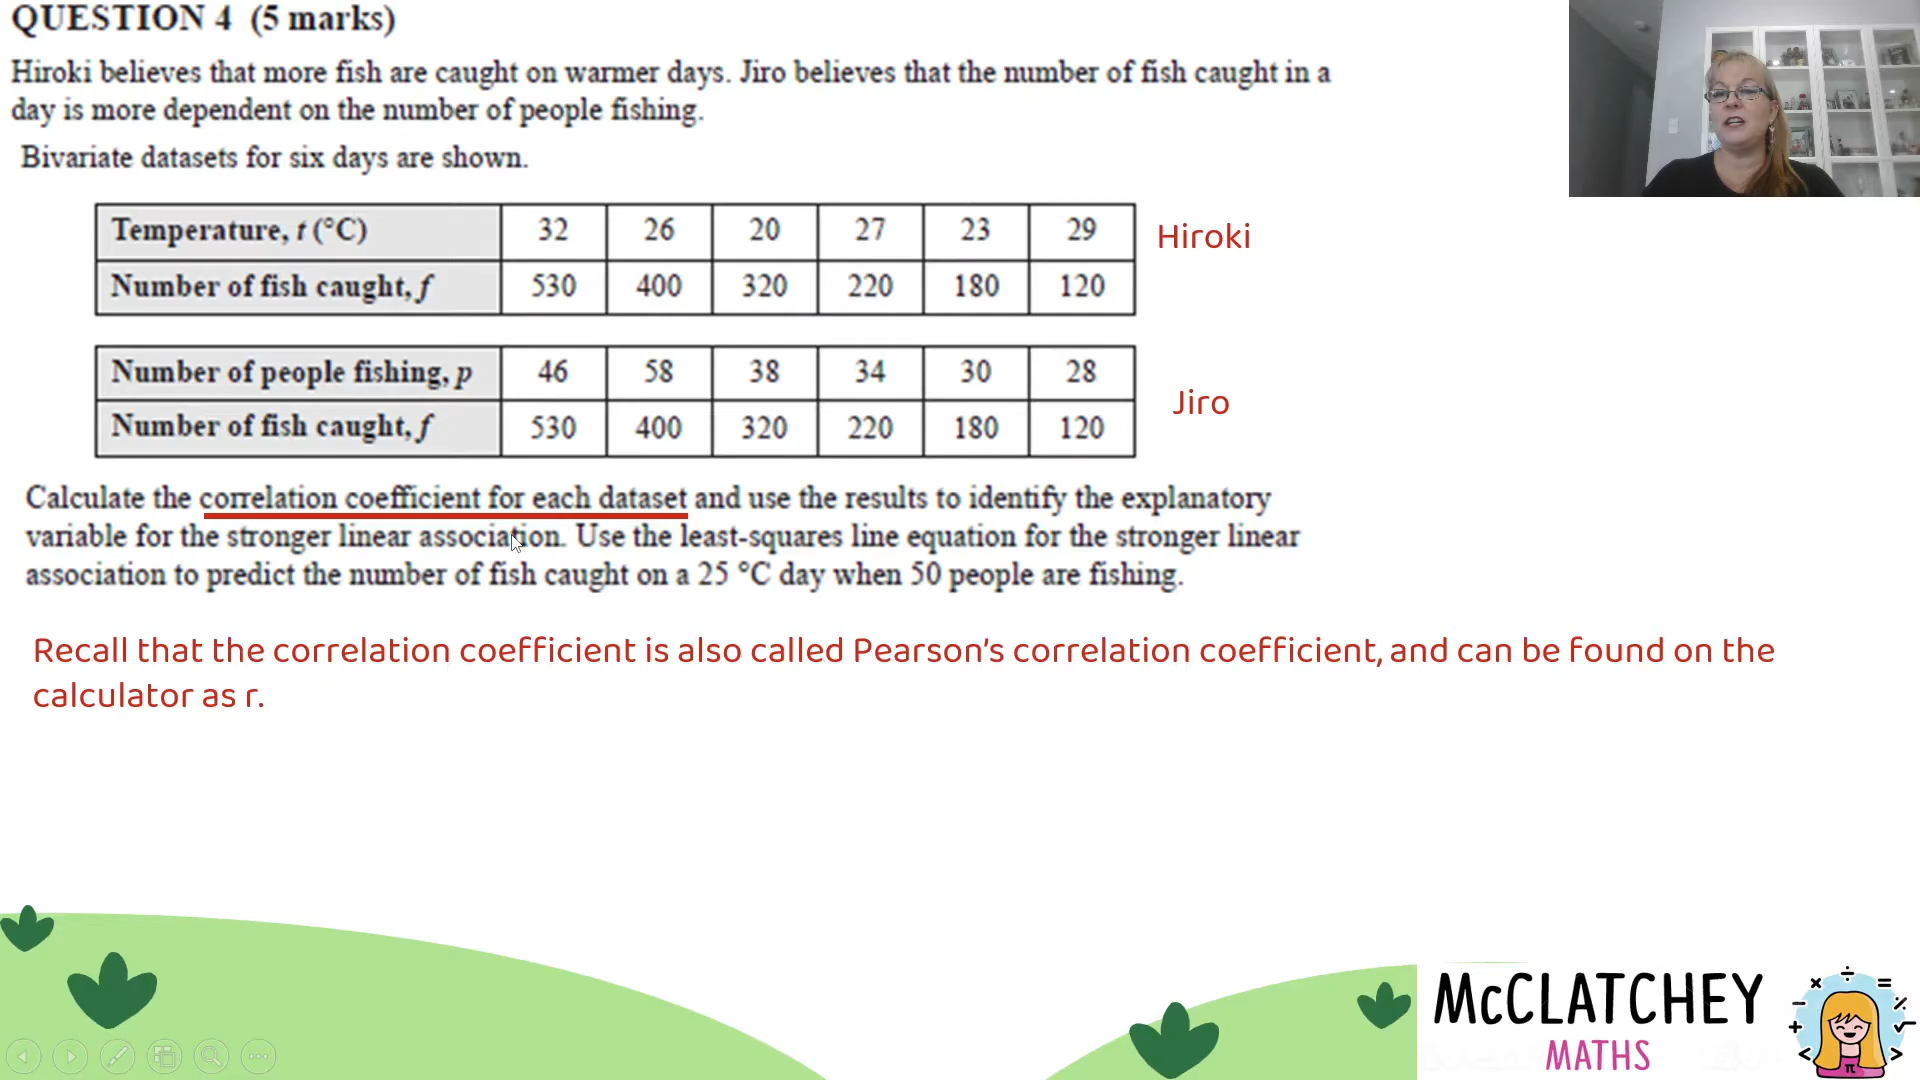 QUESTION 4 (5 marks)
Hiroki believes that more fish are caught on warmer days. Jiro believes that the number of fish caught in a
day is more dependent on the number of people fishing.
Bivariate datasets for six days are shown.
Temperature, t (°C) 32 26 20 27 23 29
Hiroki
Number of fish caught, f 530 400 320 220 180 120
Number of people fishing, p 46 58 38 34 30 28
Jiro
Number of fish caught, f 530 400 320 220 180 120
Calculate the correlation coefficient for each dataset and use the results to identify the explanatory
variable for the stronger linear association. Use the least-squares line equation for the stronger linear
association to predict the number of fish caught on a 25 °C day when 50 people are fishing.
Recall that the correlation coefficient is also called Pearson’s correlation coefficient, and can be found on the
calculator as r.
McCLATCHEY
MATHS